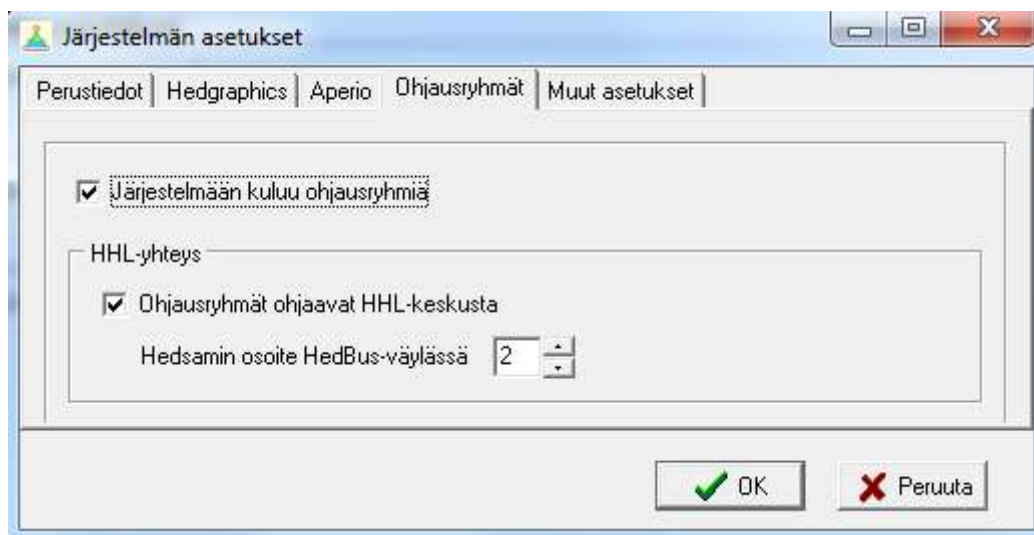 Järjestelmän asetukset
Perustiedot Hedgraphics Aperio Ohjausryhmät Muut asetukset
Järjestelmään kuluu ohjausryhmiä
HHL-yhteys
Ohjausryhmät ohjaavat HHL-keskusta
Hedsamin osoite HedBus-väylässä 2
OK Peruuta